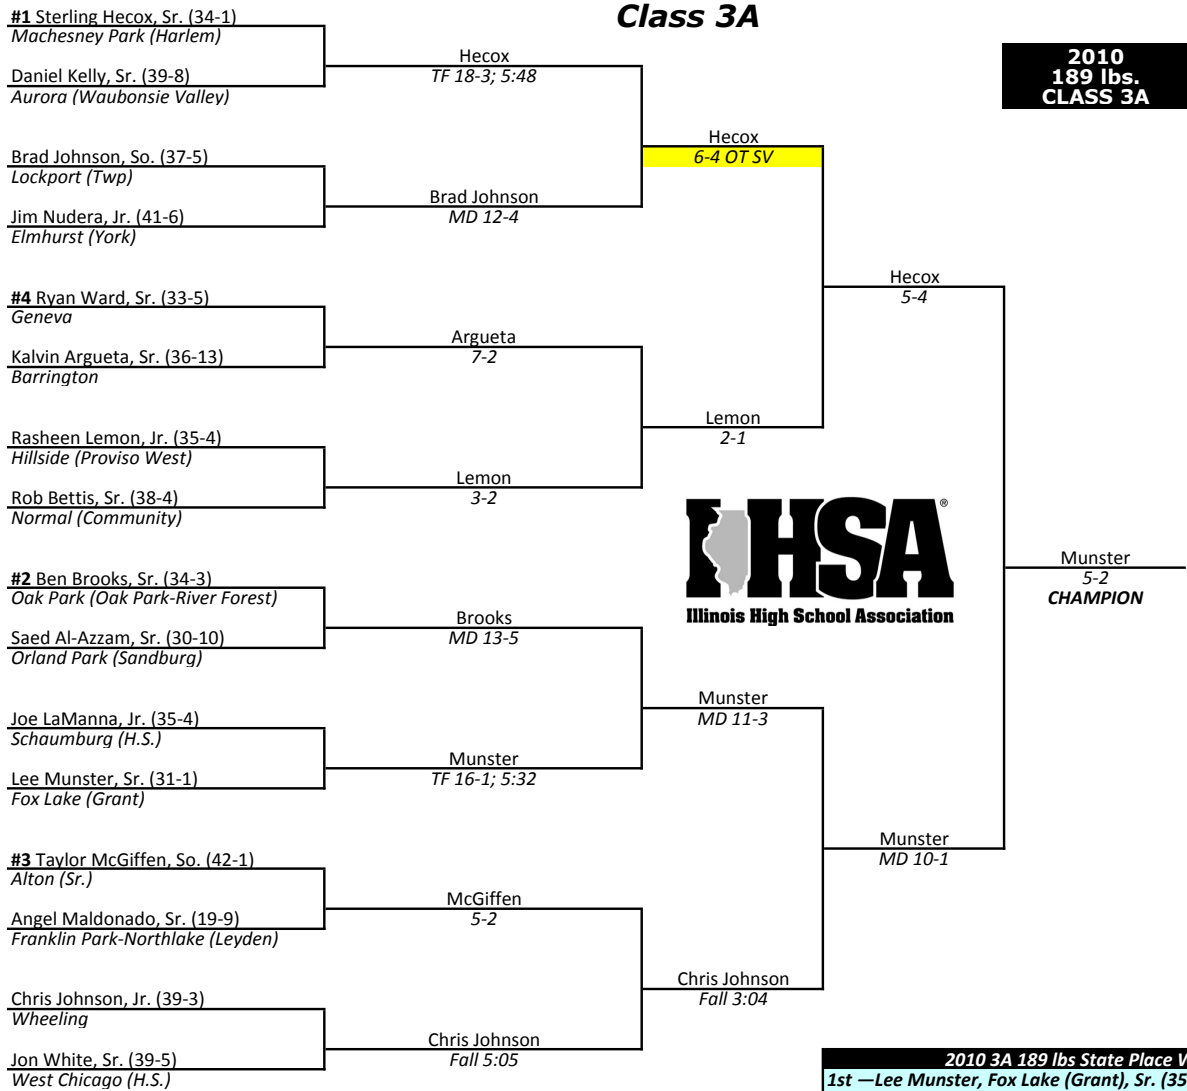 Class 3A
2010
189 lbs.
CLASS 3A
#1 Sterling Hecox, Sr. (34-1)
Machesney Park (Harlem)
Daniel Kelly, Sr. (39-8)
Aurora (Waubonsie Valley)
Brad Johnson, So. (37-5)
Lockport (Twp)
Jim Nudera, Jr. (41-6)
Elmhurst (York)
#4 Ryan Ward, Sr. (33-5)
Geneva
Kalvin Argueta, Sr. (36-13)
Barrington
Rasheen Lemon, Jr. (35-4)
Hillside (Proviso West)
Rob Bettis, Sr. (38-4)
Normal (Community)
#2 Ben Brooks, Sr. (34-3)
Oak Park (Oak Park-River Forest)
Saed Al-Azzam, Sr. (30-10)
Orland Park (Sandburg)
Joe LaManna, Jr. (35-4)
Schaumburg (H.S.)
Lee Munster, Sr. (31-1)
Fox Lake (Grant)
#3 Taylor McGiffen, So. (42-1)
Alton (Sr.)
Angel Maldonado, Sr. (19-9)
Franklin Park-Northlake (Leyden)
Chris Johnson, Jr. (39-3)
Wheeling
Jon White, Sr. (39-5)
West Chicago (H.S.)
Hecox
TF 18-3; 5:48
Brad Johnson
MD 12-4
Argueta
7-2
Lemon
3-2
Brooks
MD 13-5
Munster
TF 16-1; 5:32
McGiffen
5-2
Chris Johnson
Fall 5:05
Hecox
6-4 OT SV
Lemon
2-1
Munster
MD 11-3
Chris Johnson
Fall 3:04
Hecox
5-4
Munster
MD 10-1
Munster
5-2
CHAMPION
IHSA®
Illinois High School Association
2010 3A 189 lbs State Place
1st —Lee Munster, Fox Lake (Grant), Sr. (35